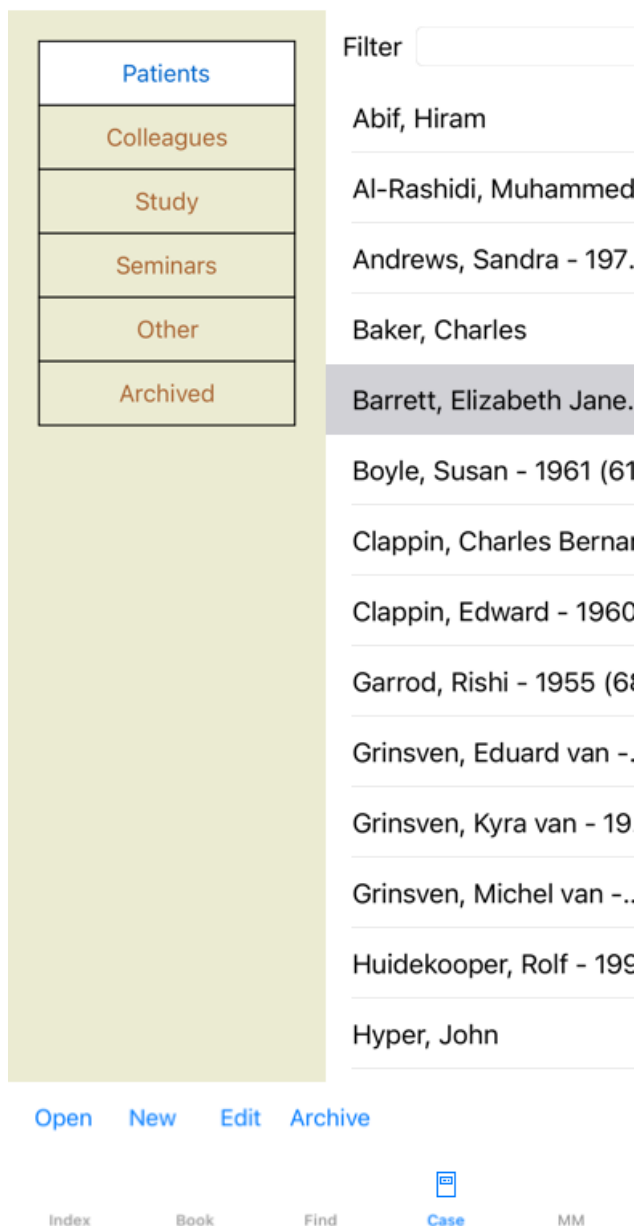 Patients
Colleagues
Study
Seminars
Other
Archived
Filter
Abif, Hiram
Al-Rashidi, Muhammed
Andrews, Sandra - 197.
Baker, Charles
Barrett, Elizabeth Jane.
Boyle, Susan - 1961 (61
Clappin, Charles Bernar
Clappin, Edward - 1960
Garrod, Rishi - 1955 (68
Grinsven, Eduard van -.
Grinsven, Kyra van - 19.
Grinsven, Michel van -..
Huidekooper, Rolf - 199
Hyper, John
Open New Edit Archive
Index Book Find Case MM